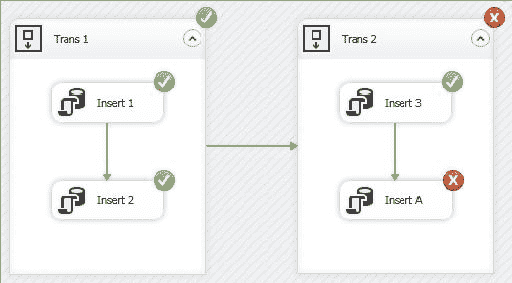 Trans 1
Insert 1
Insert 2
Trans 2
Insert 3
Insert A